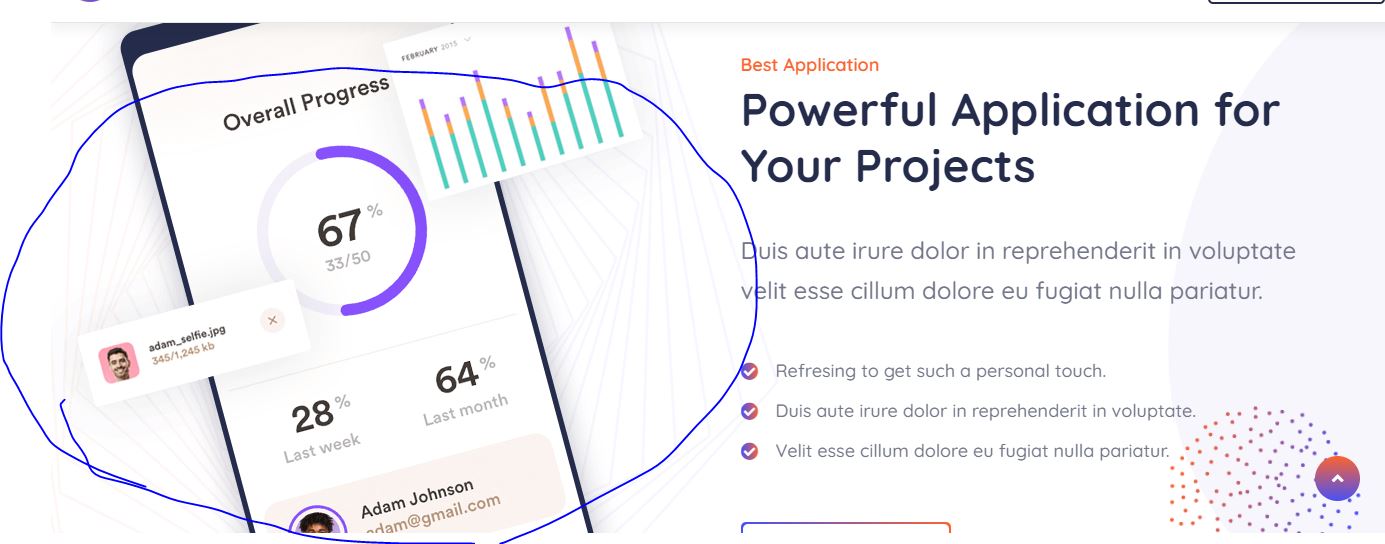 FEBRUARY 2015
Overall Progress
67%
33/50
adam_selfie.jpg
345/1,245 kb
28%
Last week
64%
Last month
Adam Johnson
adam@gmail.com
Best Application
Powerful Application for
Your Projects
Duis aute irure dolor in reprehenderit in voluptate
velit esse cillum dolore eu fugiat nulla pariatur.
Refresing to get such a personal touch.
Duis aute irure dolor in reprehenderit in voluptate.
Velit esse cillum dolore eu fugiat nulla pariatur.